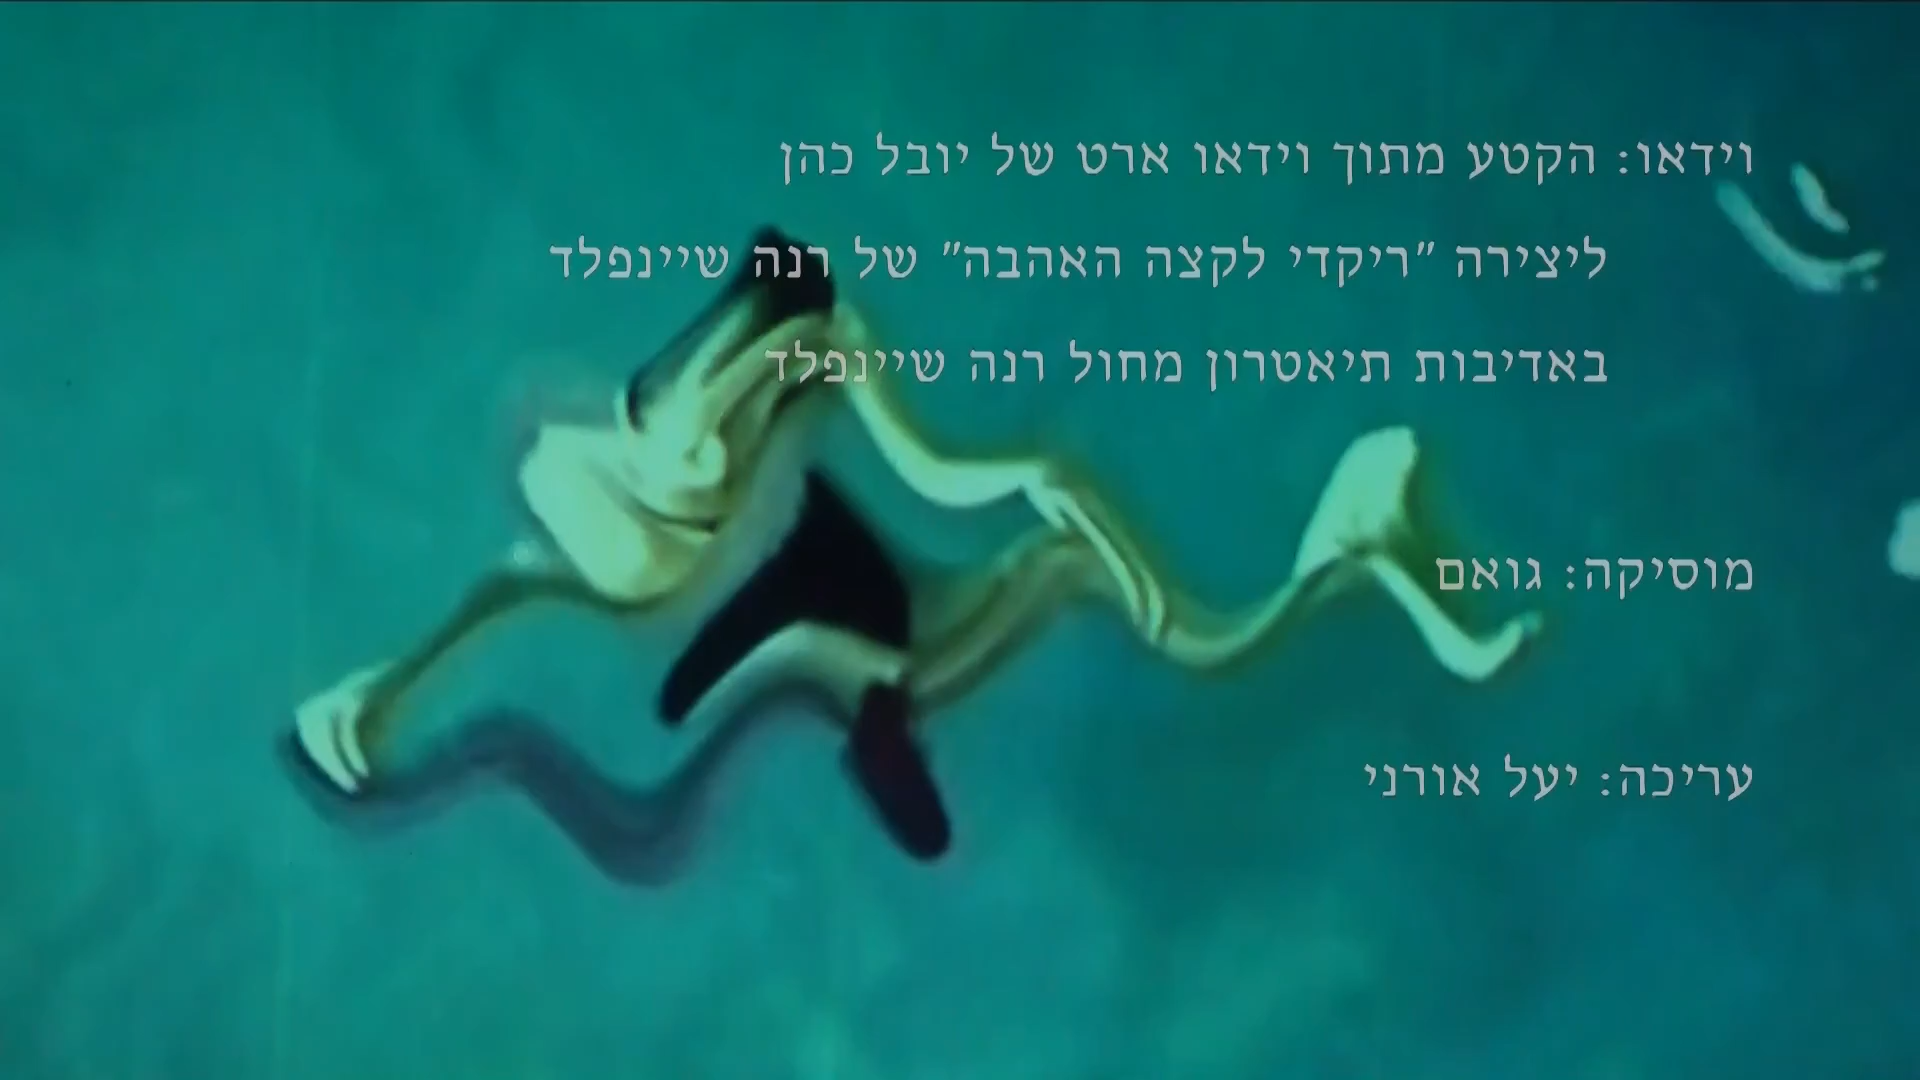 וידאו: הקטע מתוך וידאו ארט של יובל כהן
ליצירה "ריקדי לקצה האהבה" של רנה שיינפלד
באדיבות תיאטרון מחול רנה שיינפלד
מוסיקה: גואם
עריכה: יעל אורני